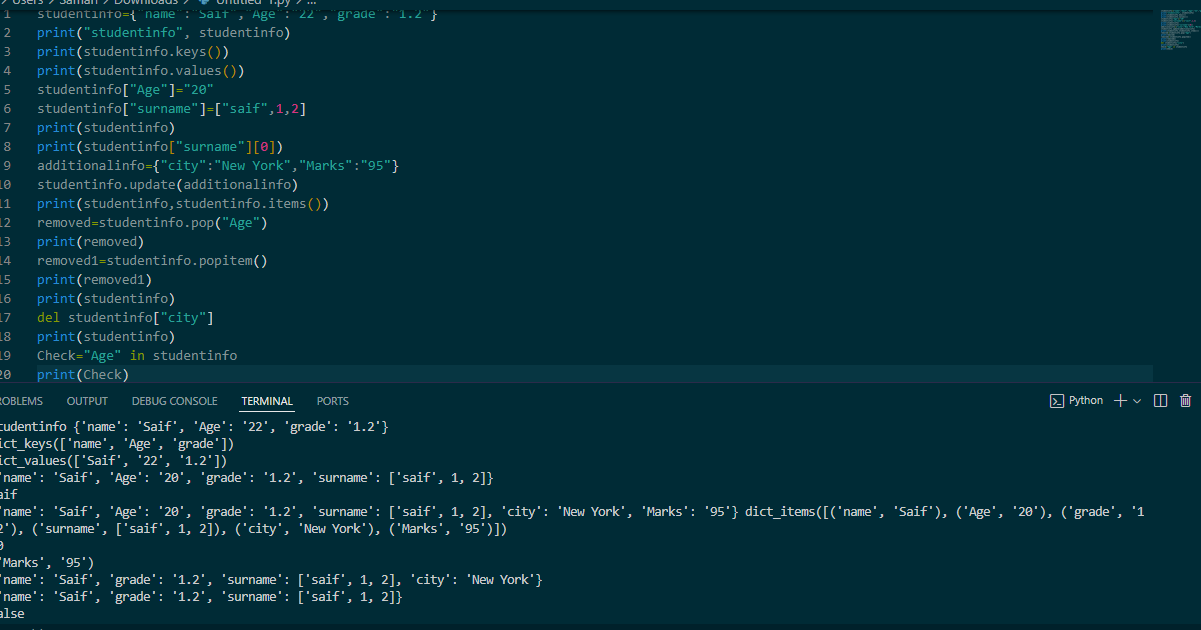 Users > Saman > Downloads > Untitled-1.py > ...
1 studentinfo={"name":"Saif","Age":"22","grade":"1.2"}
2 print("studentinfo", studentinfo)
3 print(studentinfo.keys())
4 print(studentinfo.values())
5 studentinfo["Age"]="20"
6 studentinfo["surname"]=["saif",1,2]
7 print(studentinfo)
8 print(studentinfo["surname"][0])
9 additionalinfo={"city":"New York","Marks":"95"}
10 studentinfo.update(additionalinfo)
11 print(studentinfo,studentinfo.items())
12 removed=studentinfo.pop("Age")
13 print(removed)
14 removed1=studentinfo.popitem()
15 print(removed1)
16 print(studentinfo)
17 del studentinfo["city"]
18 print(studentinfo)
19 Check="Age" in studentinfo
20 print(Check)
ROBLEMS OUTPUT DEBUG CONSOLE TERMINAL PORTS Python
tudentinfo {'name': 'Saif', 'Age': '22', 'grade': '1.2'}
ict_keys(['name', 'Age', 'grade'])
ict_values(['Saif', '22', '1.2'])
'name': 'Saif', 'Age': '20', 'grade': '1.2', 'surname': ['saif', 1, 2]}
aif
'name': 'Saif', 'Age': '20', 'grade': '1.2', 'surname': ['saif', 1, 2], 'city': 'New York', 'Marks': '95'} dict_items([('name', 'Saif'), ('Age', '20'), ('grade', '1
2'), ('surname', ['saif', 1, 2]), ('city', 'New York'), ('Marks', '95')])
0
'Marks', '95')
'name': 'Saif', 'grade': '1.2', 'surname': ['saif', 1, 2], 'city': 'New York'}
'name': 'Saif', 'grade': '1.2', 'surname': ['saif', 1, 2]}
alse